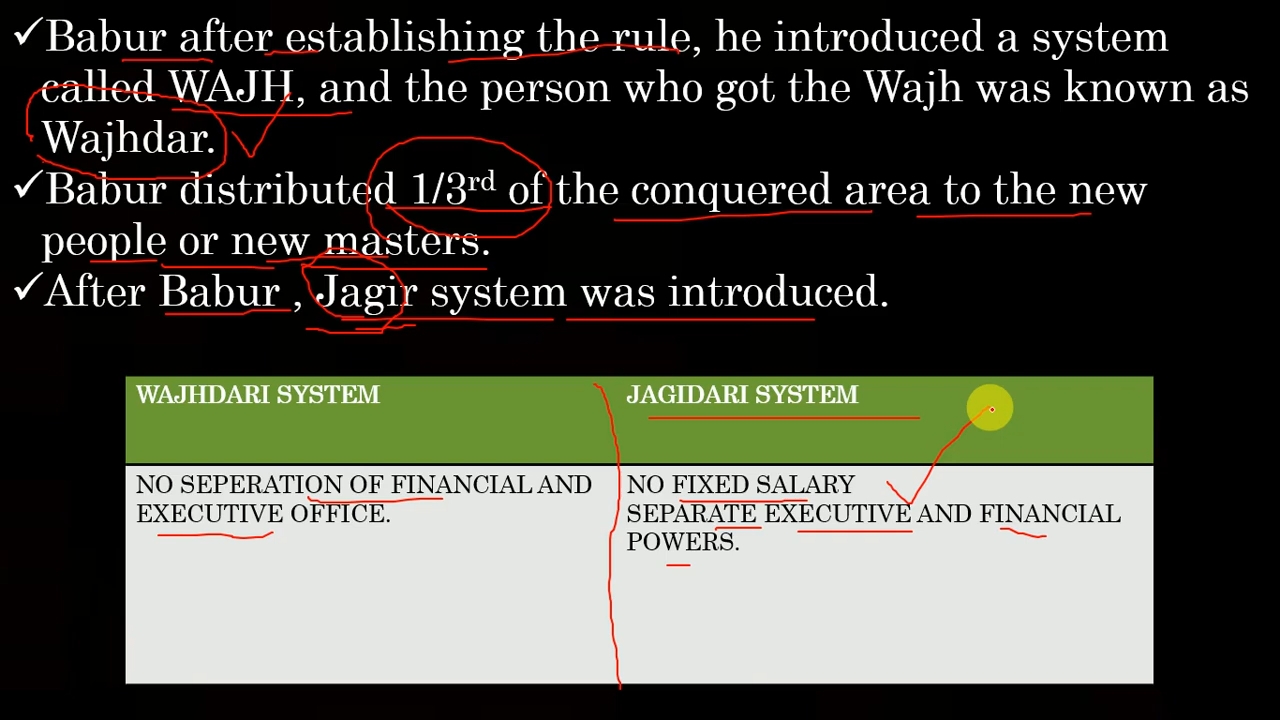 ✓Babur after establishing the rule, he introduced a system
called WAJH, and the person who got the Wajh was known as
Wajhdar.
✓Babur distributed 1/3rd of the conquered area to the new
people or new masters.
✓After Babur , Jagir system was introduced.
WAJHDARI SYSTEM
JAGIDARI SYSTEM
NO SEPERATION OF FINANCIAL AND
EXECUTIVE OFFICE.
NO FIXED SALARY
SEPARATE EXECUTIVE AND FINANCIAL
POWERS.